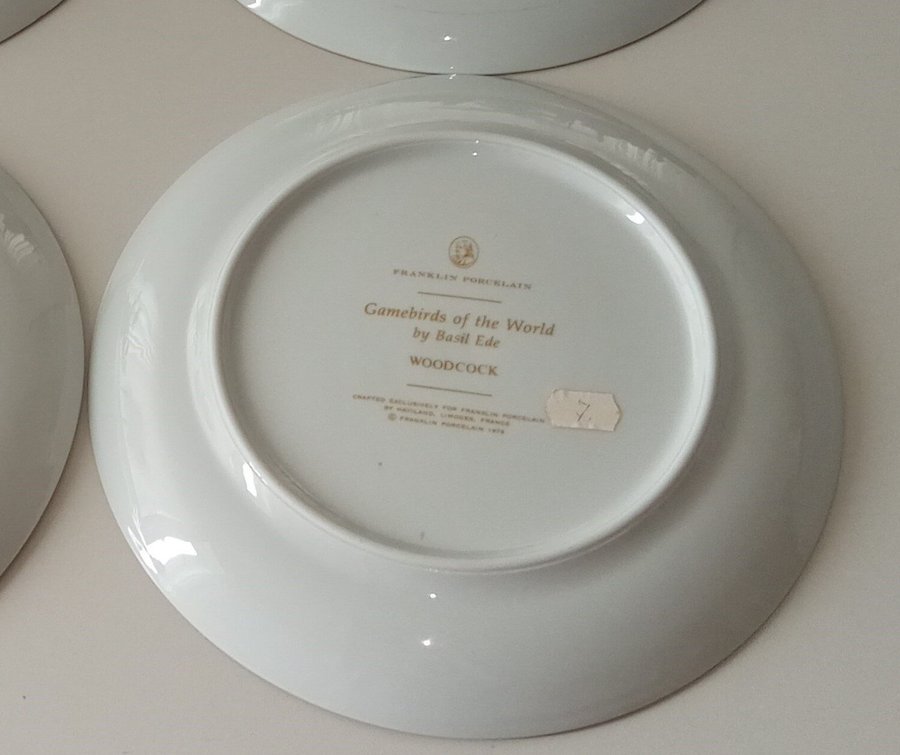 FRANKLIN PORCELAIN
Gamebirds of the World
by Basil Ede
WOODCOCK
CRAFTED EXCLUSIVELY FOR FRANKLIN PORCELAIN
BY HAVILAND, LIMOGES, FRANCE
© FRANKLIN PORCELAIN
7.